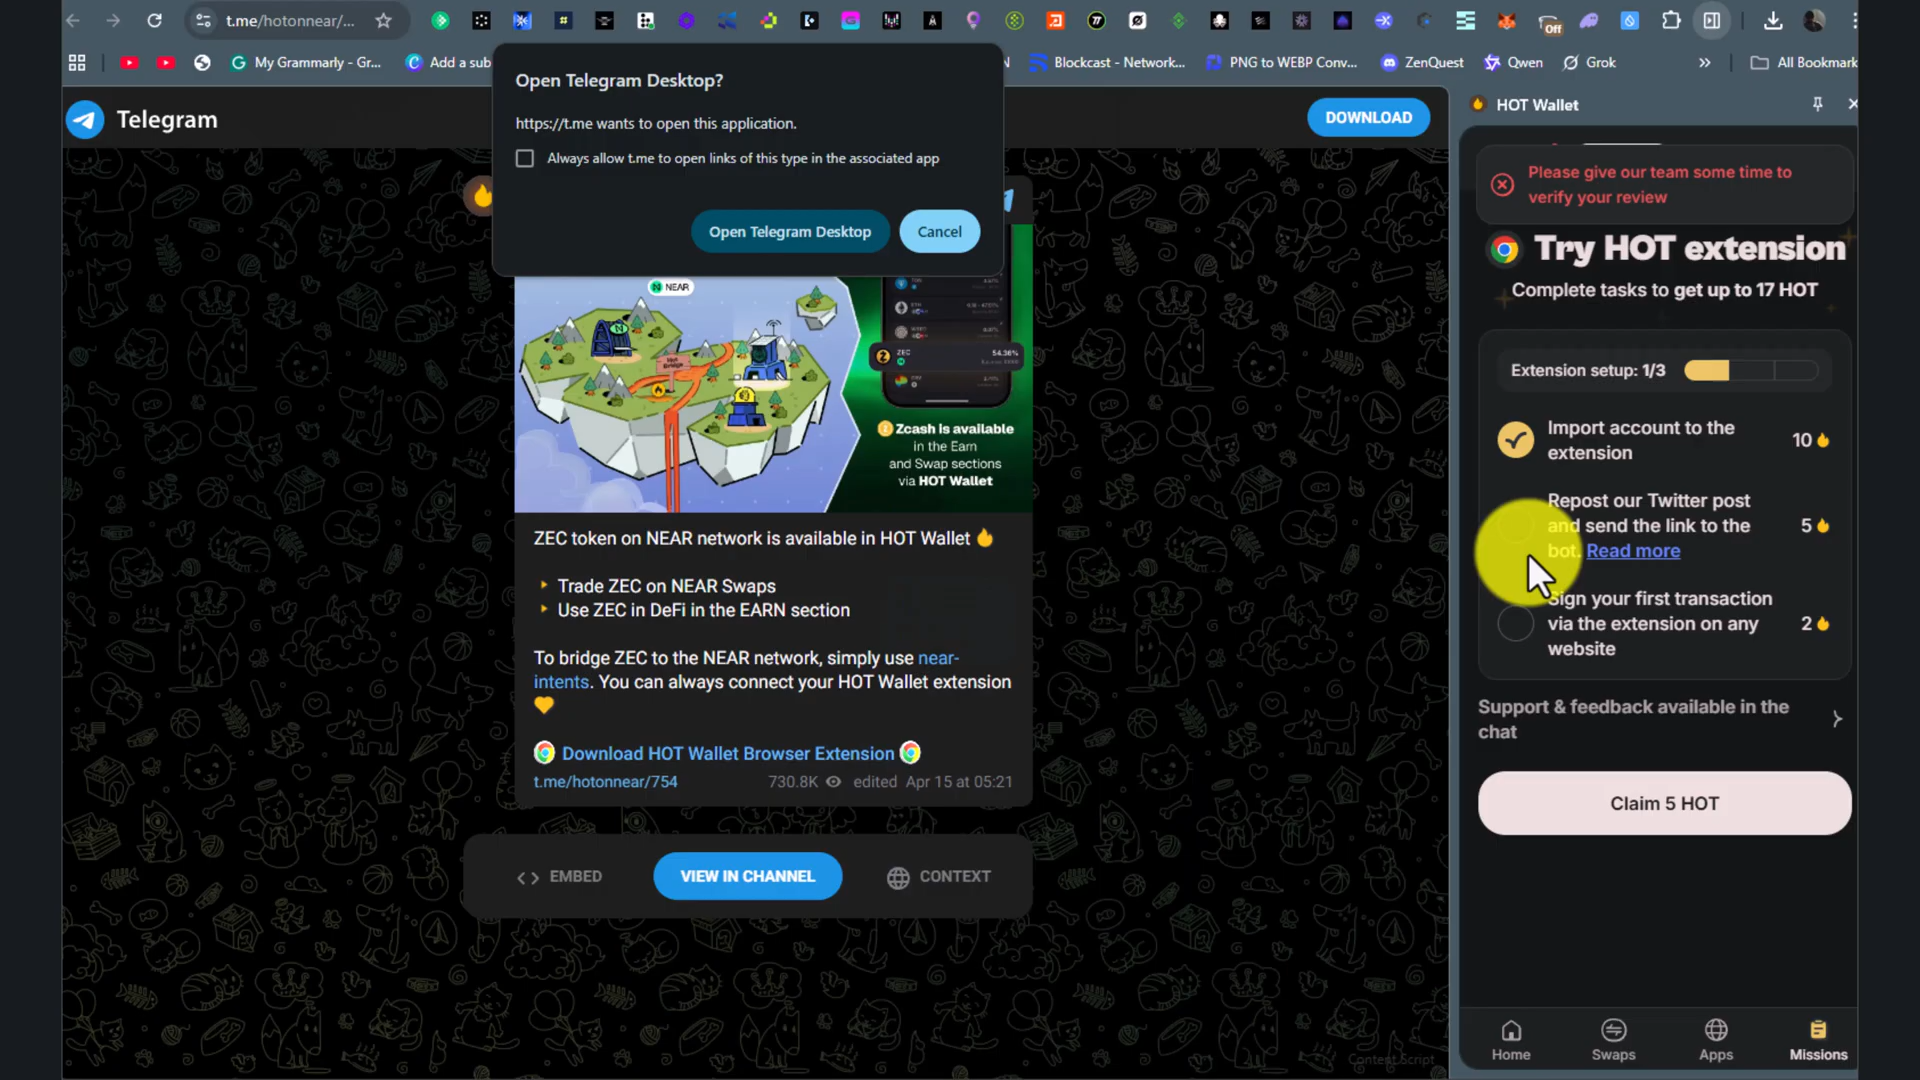 t.me/hotonnear/...
Off
My Grammarly - Gr...
Add a sub
N
Blockcast - Network...
PNG to WEBP Conv...
ZenQuest
Qwen
Grok
»
All Bookmark
Telegram
DOWNLOAD
Open Telegram Desktop?
https://t.me wants to open this application.
Always allow t.me to open links of this type in the associated app
Open Telegram Desktop
Cancel
NEAR
ZEC
54.36%
Zcash is available
in the Earn
and Swap sections
via HOT Wallet
ZEC token on NEAR network is available in HOT Wallet
Trade ZEC on NEAR Swaps
Use ZEC in DeFi in the EARN section
To bridge ZEC to the NEAR network, simply use near-
intents. You can always connect your HOT Wallet extension
Download HOT Wallet Browser Extension
t.me/hotonnear/754
730.8K
edited Apr 15 at 05:21
EMBED
VIEW IN CHANNEL
CONTEXT
Content Script
HOT Wallet
Please give our team some time to
verify your review
Try HOT extension
Complete tasks to get up to 17 HOT
Extension setup: 1/3
Import account to the
extension
10
Repost our Twitter post
and send the link to the
bot. Read more
5
Sign your first transaction
via the extension on any
website
2
Support & feedback available in the
chat
Claim 5 HOT
Home
Swaps
Apps
Missions